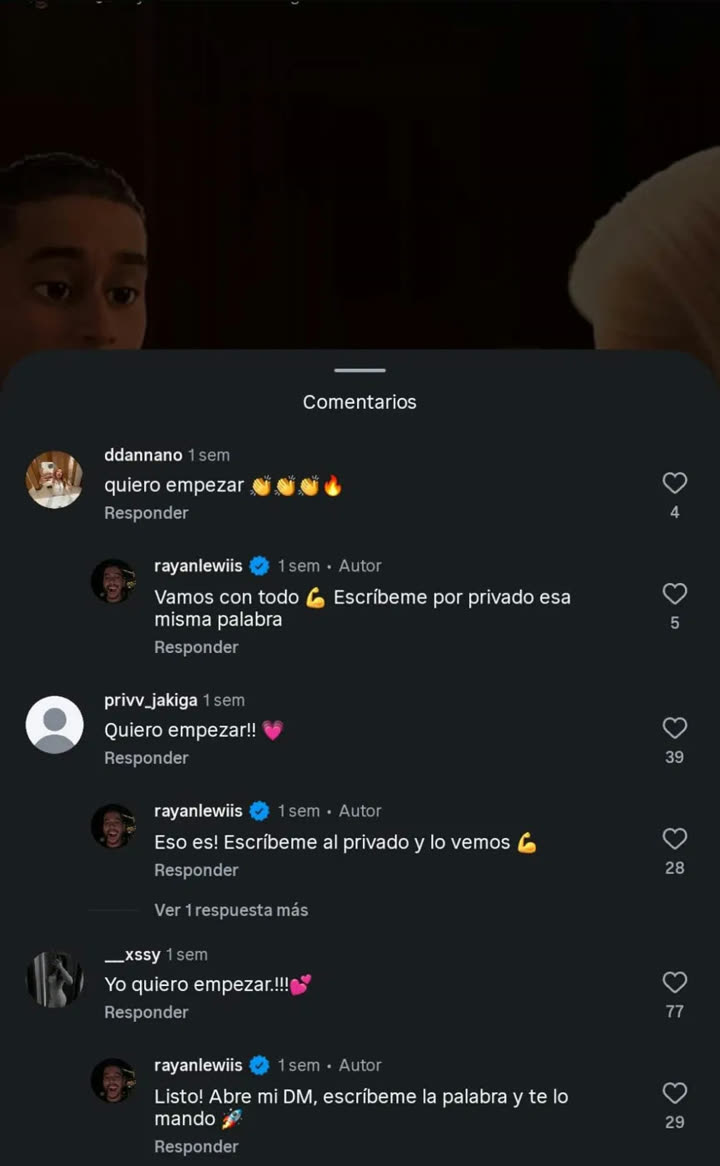 Comentarios
ddannano 1 sem
quiero empezar 👏👏👏🔥
Responder
4
rayanlewiis 1 sem • Autor
Vamos con todo 💪 Escríbeme por privado esa
misma palabra
5
Responder
privv_jakiga 1 sem
Quiero empezar!! 💗
Responder
39
rayanlewiis 1 sem • Autor
Eso es! Escríbeme al privado y lo vemos 💪
Responder
28
Ver 1 respuesta más
__xssy 1 sem
Yo quiero empezar.!!!💕
Responder
77
rayanlewiis 1 sem • Autor
Listo! Abre mi DM, escríbeme la palabra y te lo
mando 🚀
29
Responder